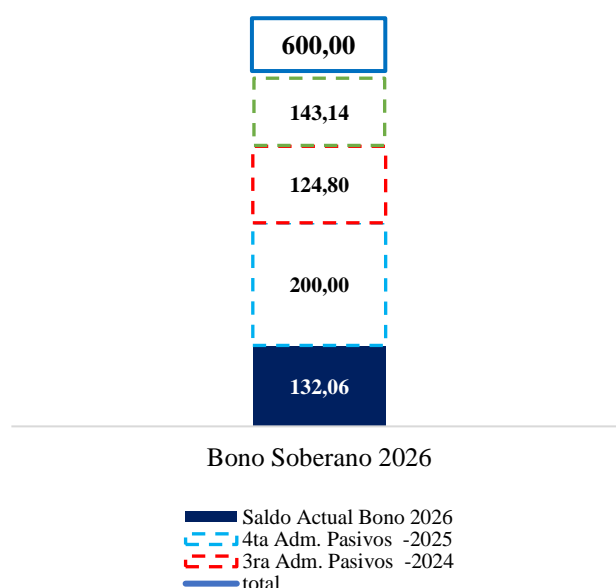 600,00
143,14
124,80
200,00
132,06
Bono Soberano 2026
Saldo Actual Bono 2026
4ta Adm. Pasivos -2025
3ra Adm. Pasivos -2024
total